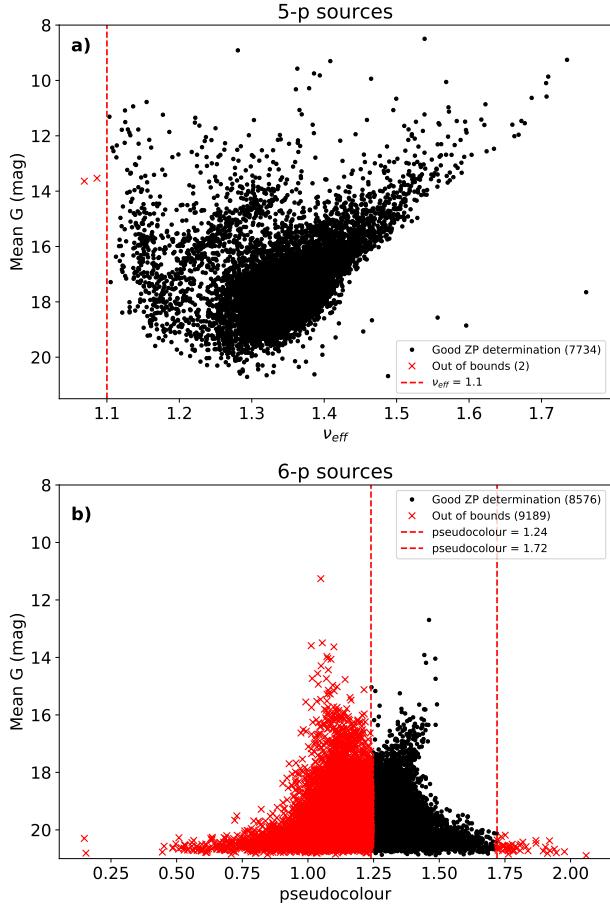 5-p sources
a)
8
10
12
14
16
18
20
Mean G (mag)
Good ZP determination (7734)
Out of bounds (2)
ν_eff = 1.1
1.1 1.2 1.3 1.4 1.5 1.6 1.7
ν_eff
6-p sources
b)
8
10
12
14
16
18
20
Mean G (mag)
Good ZP determination (8576)
Out of bounds (9189)
pseudocolour = 1.24
pseudocolour = 1.72
0.25 0.50 0.75 1.00 1.25 1.50 1.75 2.00
pseudocolour